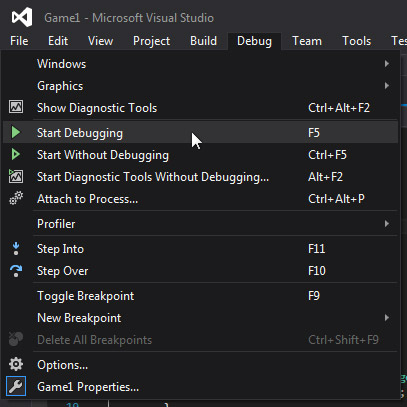 Game1 - Microsoft Visual Studio
File Edit View Project Build Debug Team Tools
Windows
Graphics
Show Diagnostic Tools Ctrl+Alt+F2
Start Debugging F5
Start Without Debugging Ctrl+F5
Start Diagnostic Tools Without Debugging... Alt+F2
Attach to Process... Ctrl+Alt+P
Profiler
Step Into F11
Step Over F10
Toggle Breakpoint F9
New Breakpoint
Delete All Breakpoints Ctrl+Shift+F9
Options...
Game1 Properties...